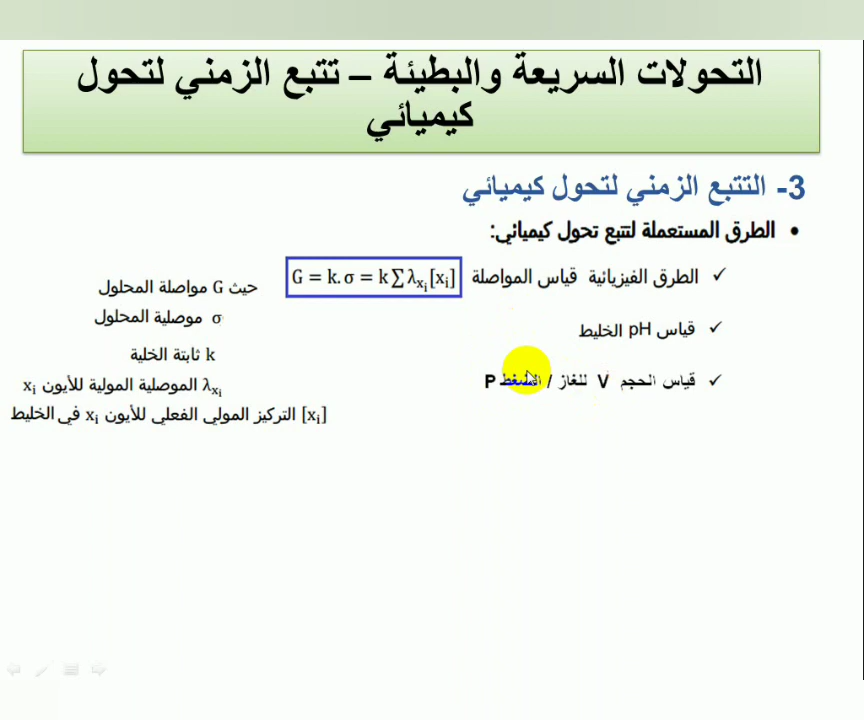 التحولات السريعة والبطيئة – تتبع الزمني لتحول
كيميائي
3- التتبع الزمني لتحول كيميائي
• الطرق المستعملة لتتبع تحول كيميائي:
✓ الطرق الفيزيائية قياس المواصلة G = k.σ = k∑λxᵢ[xᵢ]
✓ قياس pH الخليط
✓ قياس الحجم V للغاز / الضغط P
حيث G مواصلة المحلول
σ موصلية المحلول
k ثابتة الخلية
λxᵢ الموصلية المولية للأيون xᵢ
[xᵢ] التركيز المولي الفعلي للأيون xᵢ في الخليط